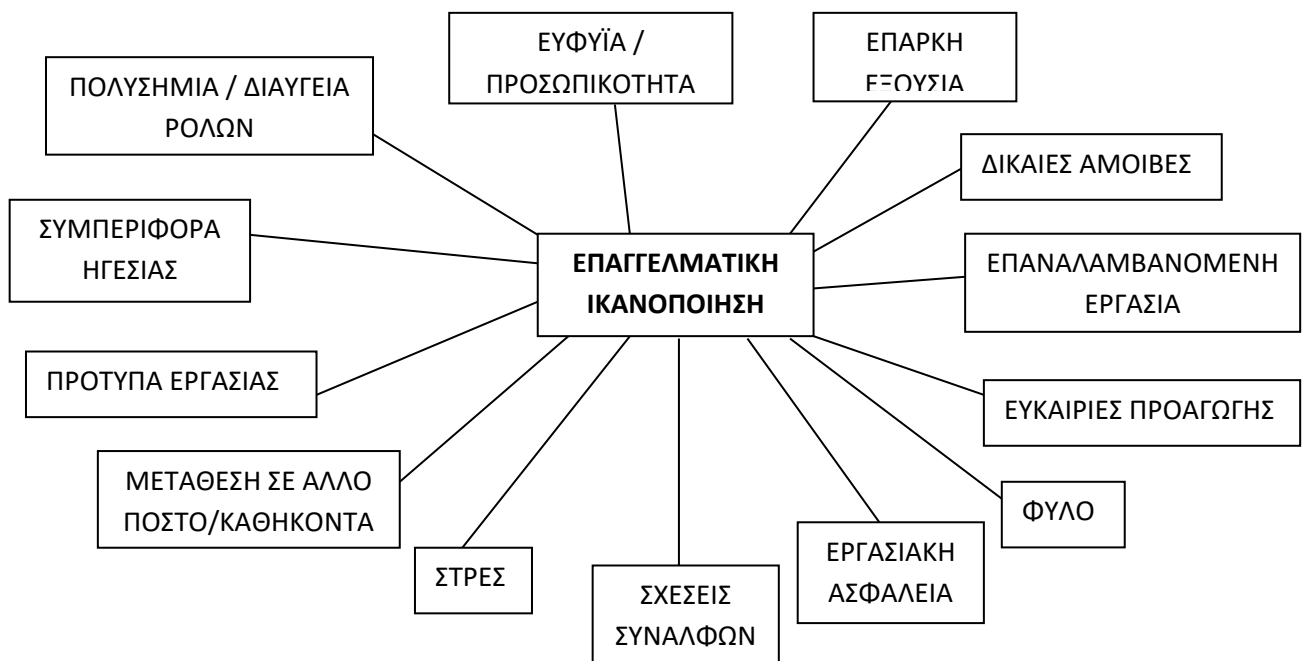 ΕΥΦΥΪΑ /
ΠΡΟΣΩΠΙΚΟΤΗΤΑ
ΕΠΑΡΚΗ
ΕΞΟΥΣΙΑ
ΠΟΛΥΣΗΜΙΑ / ΔΙΑΥΓΕΙΑ
ΡΟΛΩΝ
ΔΙΚΑΙΕΣ ΑΜΟΙΒΕΣ
ΣΥΜΠΕΡΙΦΟΡΑ
ΗΓΕΣΙΑΣ
ΕΠΑΓΓΕΛΜΑΤΙΚΗ
ΙΚΑΝΟΠΟΙΗΣΗ
ΕΠΑΝΑΛΑΜΒΑΝΟΜΕΝΗ
ΕΡΓΑΣΙΑ
ΠΡΟΤΥΠΑ ΕΡΓΑΣΙΑΣ
ΕΥΚΑΙΡΙΕΣ ΠΡΟΑΓΩΓΗΣ
ΜΕΤΑΘΕΣΗ ΣΕ ΑΛΛΟ
ΠΟΣΤΟ/ΚΑΘΗΚΟΝΤΑ
ΦΥΛΟ
ΣΤΡΕΣ
ΕΡΓΑΣΙΑΚΗ
ΑΣΦΑΛΕΙΑ
ΣΧΕΣΕΙΣ
ΣΥΝΑΛΦΩΝ